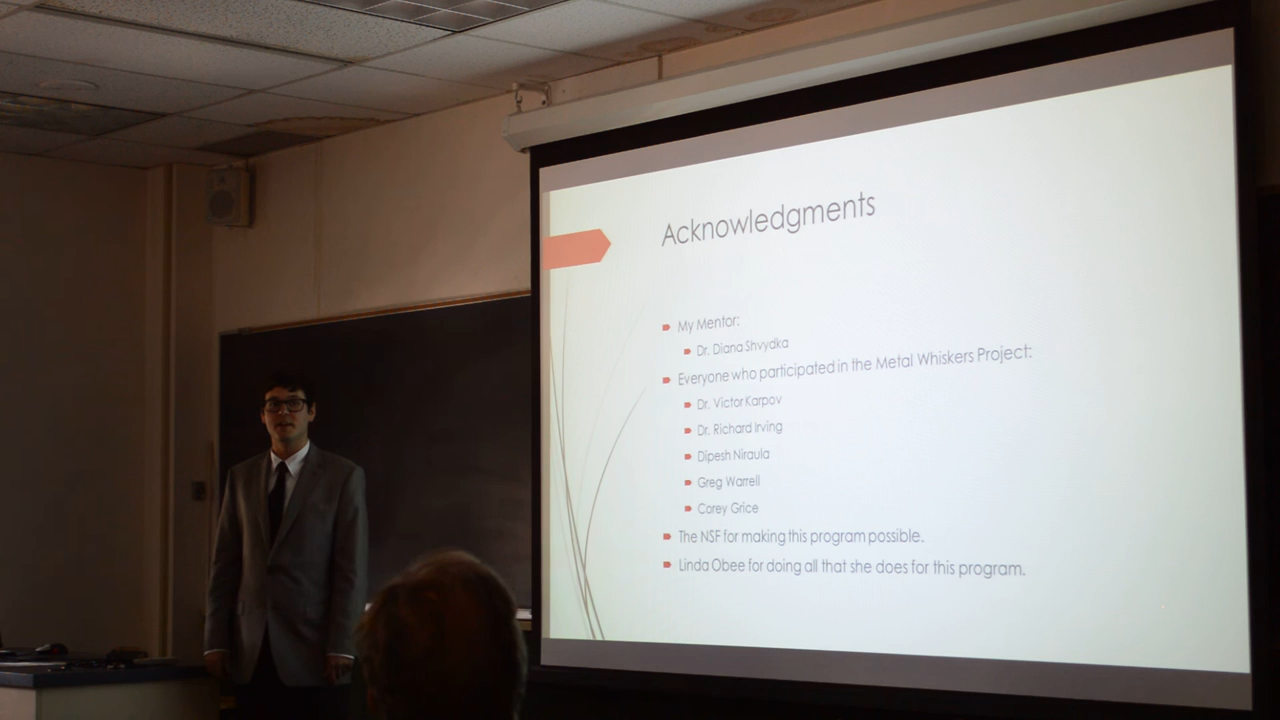 Acknowledgments
My Mentor:
Dr. Diana Shvydka
Everyone who participated in the Metal Whiskers Project:
Dr. Victor Karpov
Dr. Richard Irving
Dipesh Niraula
Greg Warrell
Corey Grice
The NSF for making this program possible.
Linda Obee for doing all that she does for this program.